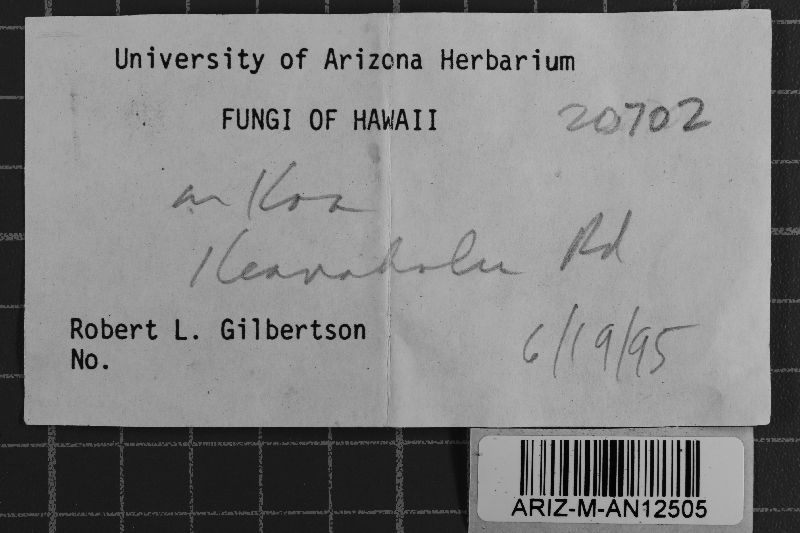 University of Arizona Herbarium
FUNGI OF HAWAII 20702
on Koa
Keanakolu Rd
Robert L. Gilbertson
No. 6/19/95
ARIZ-M-AN12505